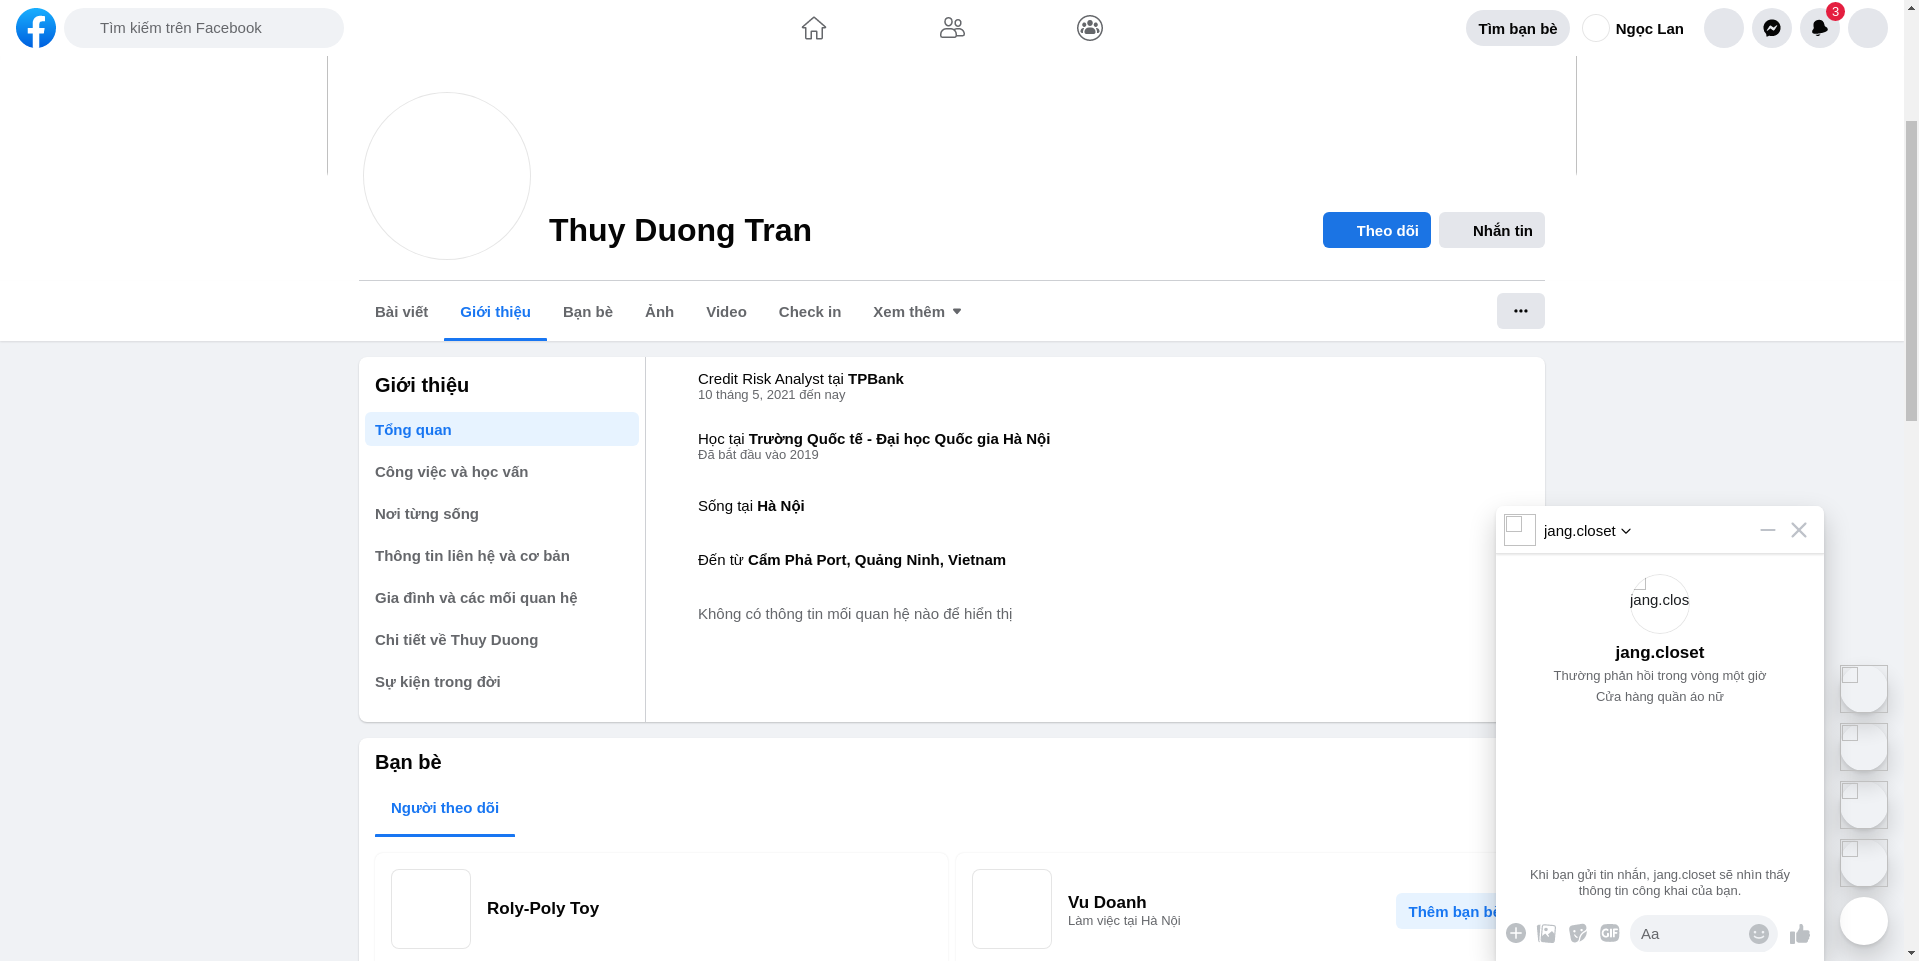 Tìm kiếm trên Facebook
Tìm bạn bè
Ngọc Lan
3
Thuy Duong Tran
Theo dõi
Nhắn tin
Bài viết
Giới thiệu
Bạn bè
Ảnh
Video
Check in
Xem thêm
Giới thiệu
Tổng quan
Công việc và học vấn
Nơi từng sống
Thông tin liên hệ và cơ bản
Gia đình và các mối quan hệ
Chi tiết về Thuy Duong
Sự kiện trong đời
Credit Risk Analyst tại TPBank
10 tháng 5, 2021 đến nay
Học tại Trường Quốc tế - Đại học Quốc gia Hà Nội
Đã bắt đầu vào 2019
Sống tại Hà Nội
Đến từ Cẩm Phả Port, Quảng Ninh, Vietnam
Không có thông tin mối quan hệ nào để hiển thị
Bạn bè
Người theo dõi
Roly-Poly Toy
Vu Doanh
Làm việc tại Hà Nội
Thêm bạn bè
jang.closet
jang.clos
jang.closet
Thường phản hồi trong vòng một giờ
Cửa hàng quần áo nữ
Khi bạn gửi tin nhắn, jang.closet sẽ nhìn thấy
thông tin công khai của bạn.
GIF
Aa